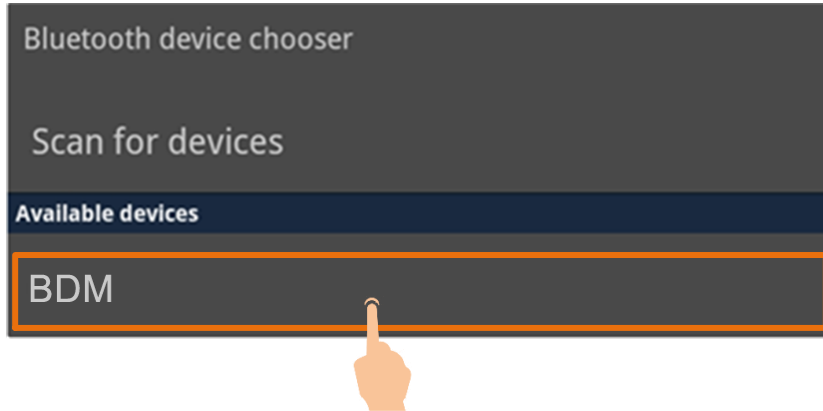 Bluetooth device chooser
Scan for devices
Available devices
BDM